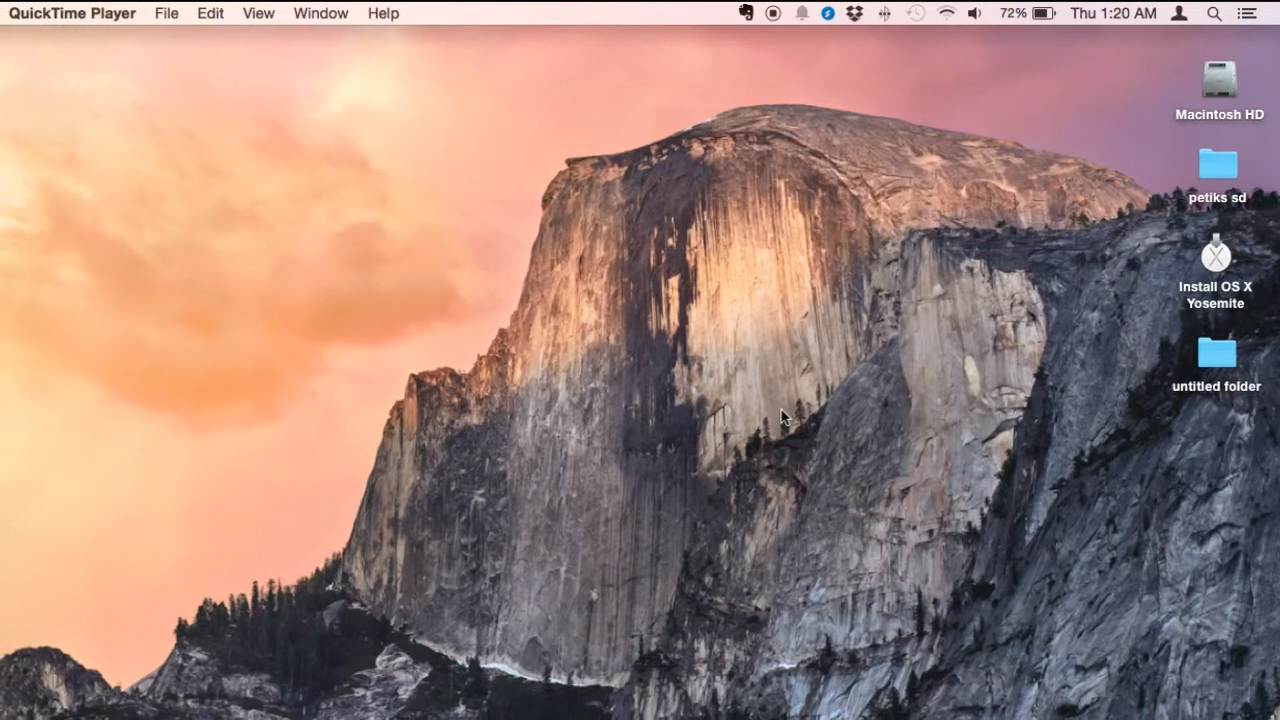 QuickTime Player File Edit View Window Help 72% Thu 1:20 AM
Macintosh HD
petiks sd
Install OS X
Yosemite
untitled folder